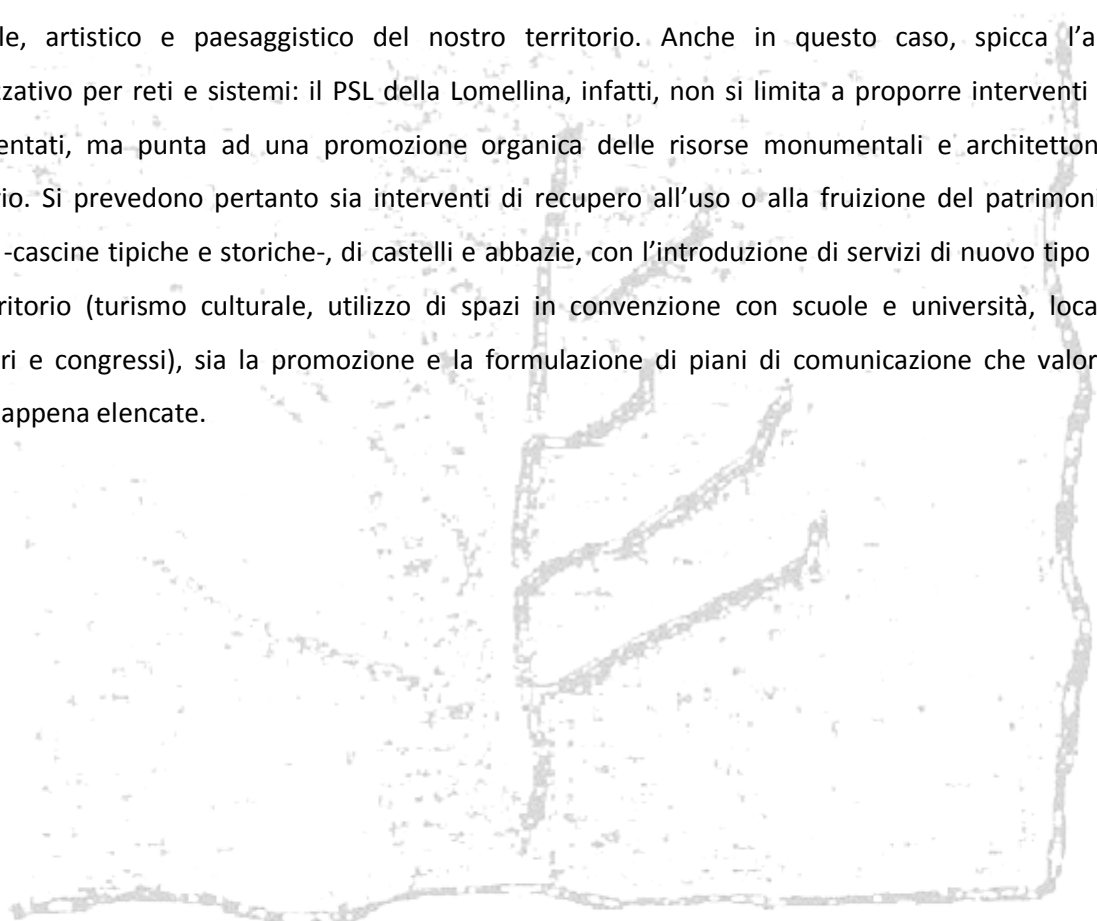 le, artistico e paesaggistico del nostro territorio. Anche in questo caso, spicca l'a
zzativo per reti e sistemi: il PSL della Lomellina, infatti, non si limita a proporre interventi
entati, ma punta ad una promozione organica delle risorse monumentali e architetton
rio. Si prevedono pertanto sia interventi di recupero all'uso o alla fruizione del patrimoni
-cascine tipiche e storiche-, di castelli e abbazie, con l'introduzione di servizi di nuovo tipo
ritorio (turismo culturale, utilizzo di spazi in convenzione con scuole e università, loca
ri e congressi), sia la promozione e la formulazione di piani di comunicazione che valor
appena elencate.